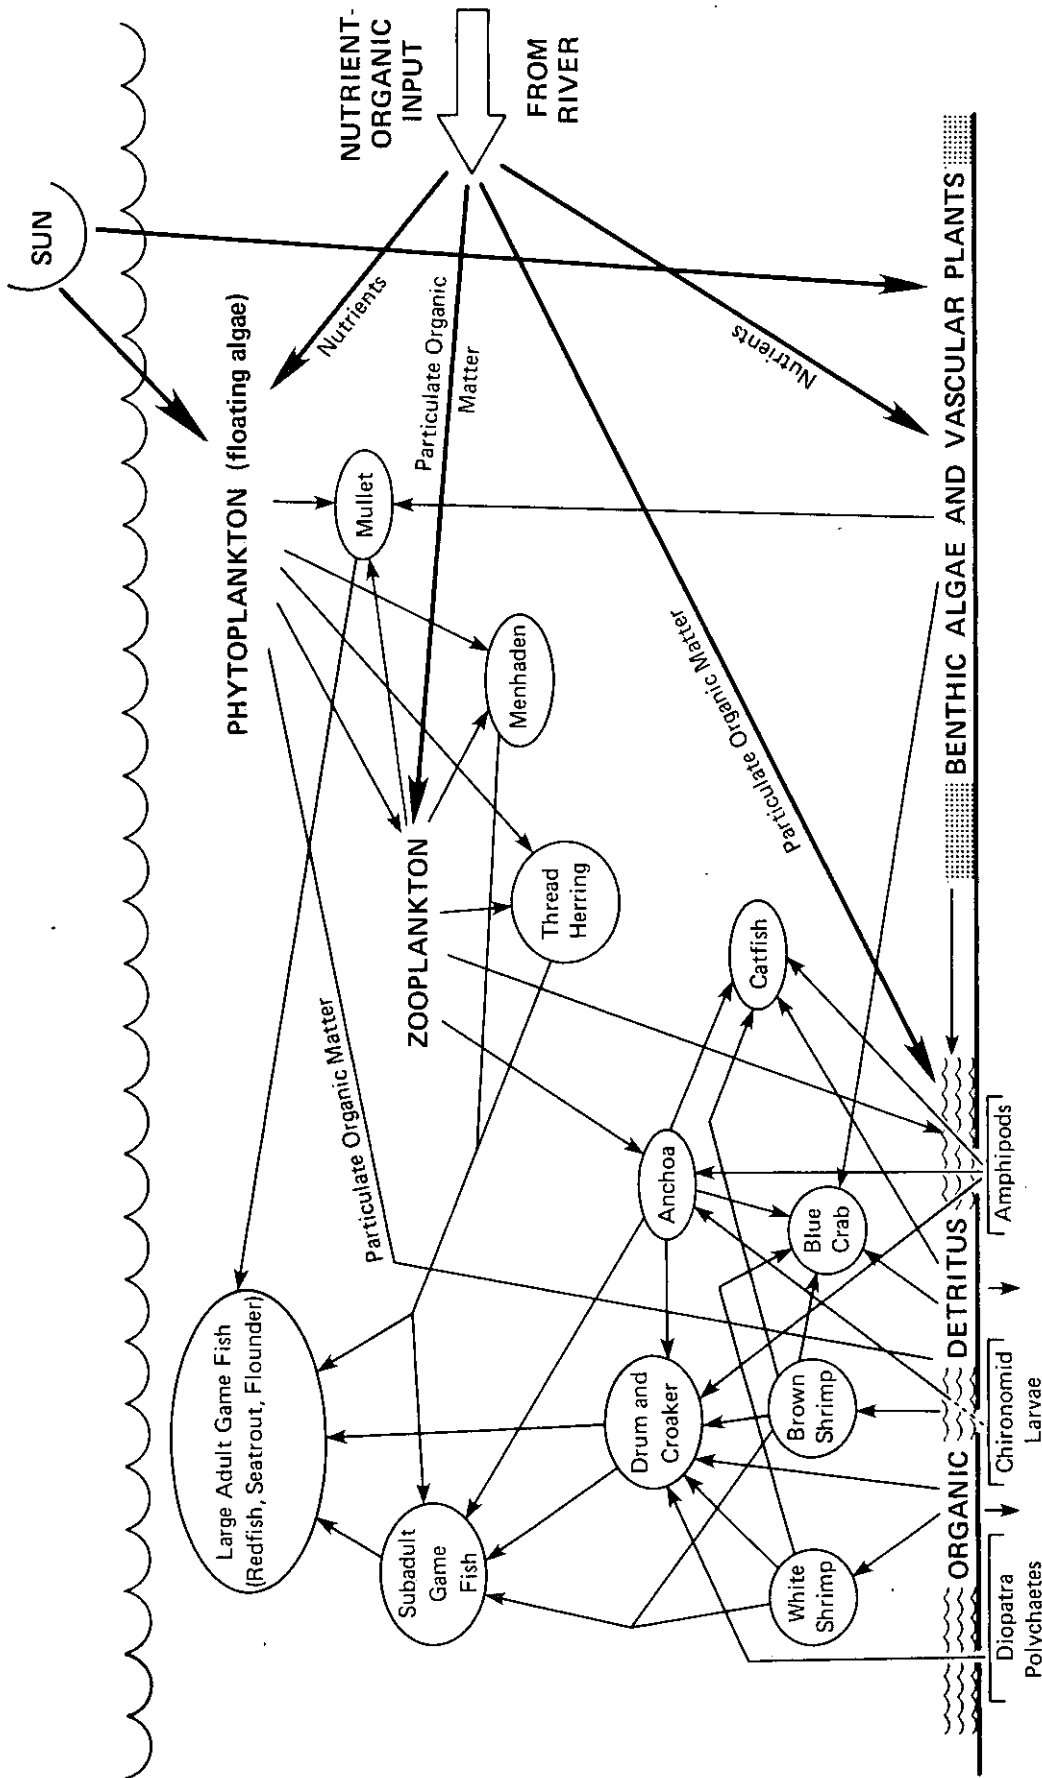 SUN
NUTRIENT-
ORGANIC
INPUT
FROM
RIVER
PHYTOPLANKTON (floating algae)
Nutrients
Particulate Organic
Matter
Mullet
Menhaden
Large Adult Game Fish
(Redfish, Seatrout, Flounder)
Particulate Organic Matter
ZOOPLANKTON
Thread
Herring
Subadult
Game
Fish
Drum and
Croaker
Anchoa
Catfish
Particulate Organic Matter
Nutrients
White
Shrimp
Brown
Shrimp
Blue
Crab
ORGANIC DETRITUS
BENTHIC ALGAE AND VASCULAR PLANTS
Diopatra
Polychaetes
Chironomid
Larvae
Amphipods